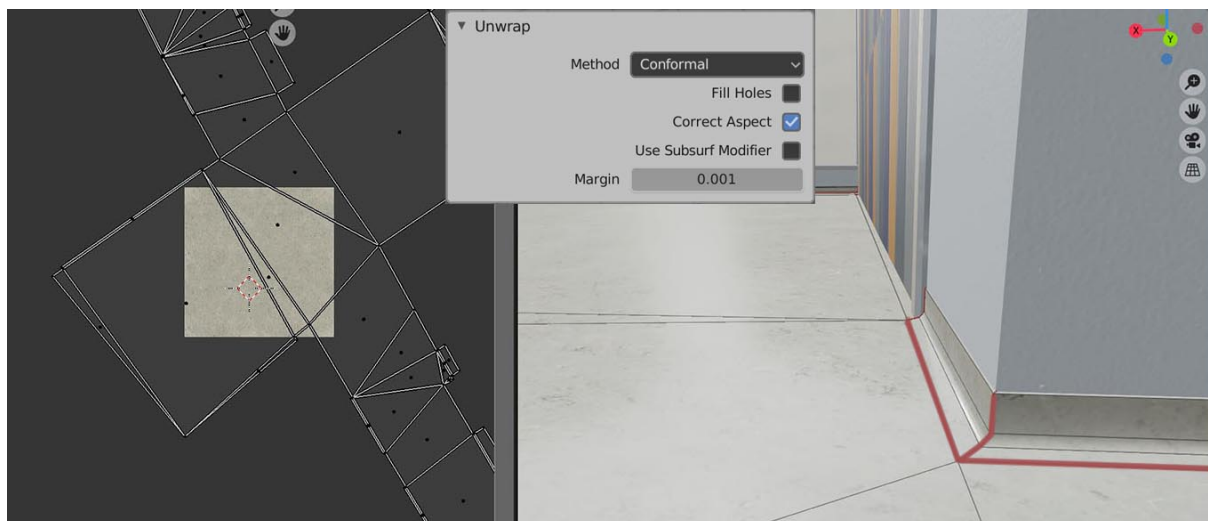 Unwrap
Method Conformal
Fill Holes
Correct Aspect
Use Subsurf Modifier
Margin 0.001
X
Y